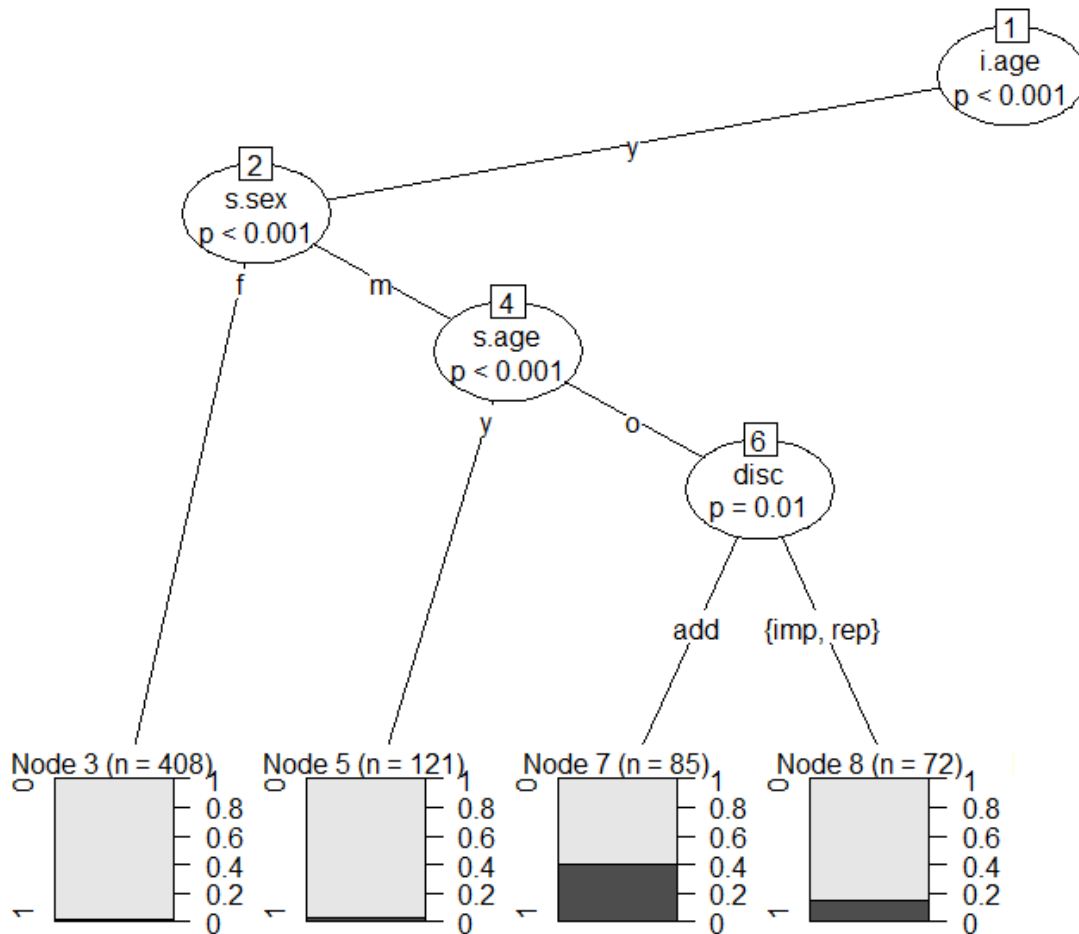 1
i.age
p < 0.001
y
2
s.sex
p < 0.001
f
m
4
s.age
p < 0.001
y
o
6
disc
p = 0.01
add
{imp, rep}
Node 3 (n = 408)
0
1
1
0.8
0.6
0.4
0.2
0
Node 5 (n = 121)
0
1
1
0.8
0.6
0.4
0.2
0
Node 7 (n = 85)
0
1
1
0.8
0.6
0.4
0.2
0
Node 8 (n = 72)
0
1
1
0.8
0.6
0.4
0.2
0